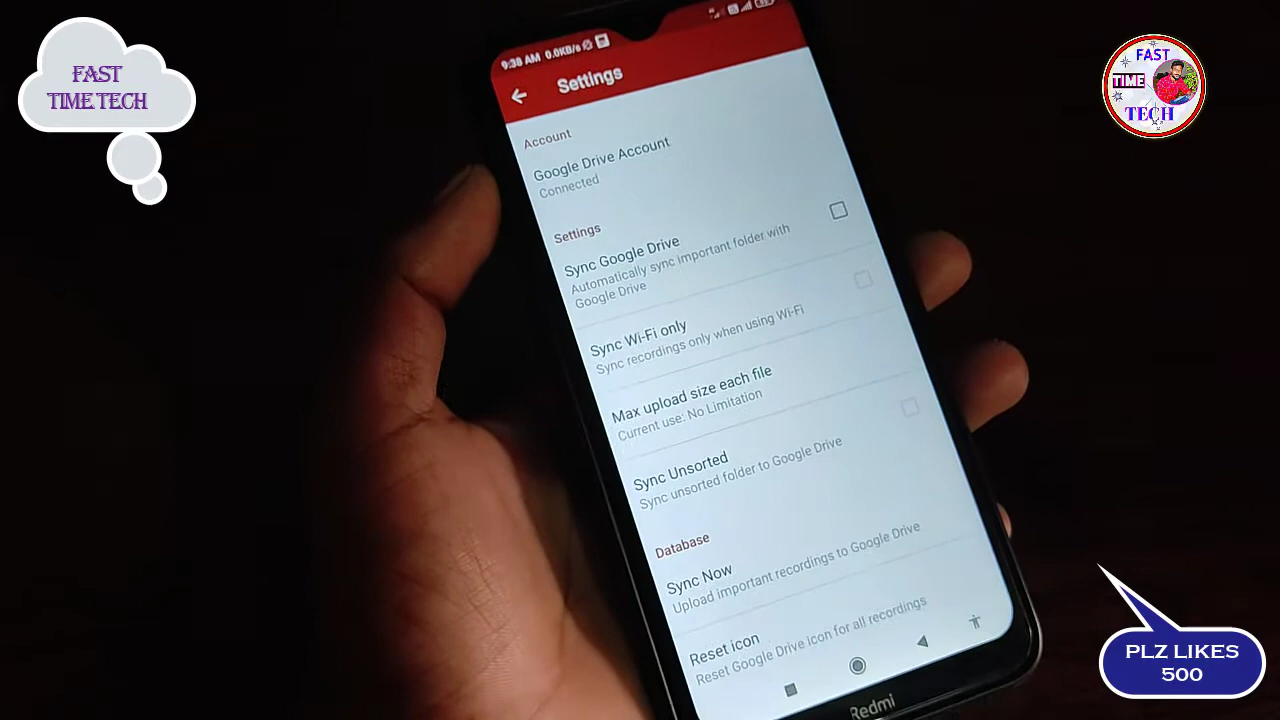 FAST
TIME TECH
FAST
TIME
TECH
9:38 AM 0.0KB/s
Settings
Account
Google Drive Account
Connected
Settings
Sync Google Drive
Automatically sync important folder with
Google Drive
Sync Wi-Fi only
Sync recordings only when using Wi-Fi
Max upload size each file
Current use: No Limitation
Sync Unsorted
Sync unsorted folder to Google Drive
Database
Sync Now
Upload important recordings to Google Drive
Reset icon
Reset Google Drive icon for all recordings
Redmi
PLZ LIKES
500